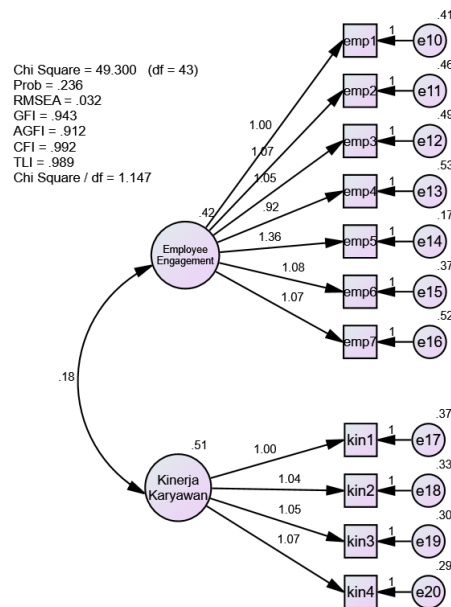 Chi Square = 49.300 (df = 43)
Prob = .236
RMSEA = .032
GFI = .943
AGFI = .912
CFI = .992
TLI = .989
Chi Square / df = 1.147
.41
emp1
1
e10
.46
emp2
1
e11
.49
emp3
1
e12
.53
emp4
1
e13
.17
emp5
1
e14
.37
emp6
1
e15
.52
emp7
1
e16
1.00
1.07
1.05
.92
1.36
1.08
1.07
.42
Employee
Engagement
.18
.51
Kinerja
Karyawan
1.00
1.04
1.05
1.07
.37
kin1
1
e17
.33
kin2
1
e18
.30
kin3
1
e19
.29
kin4
1
e20